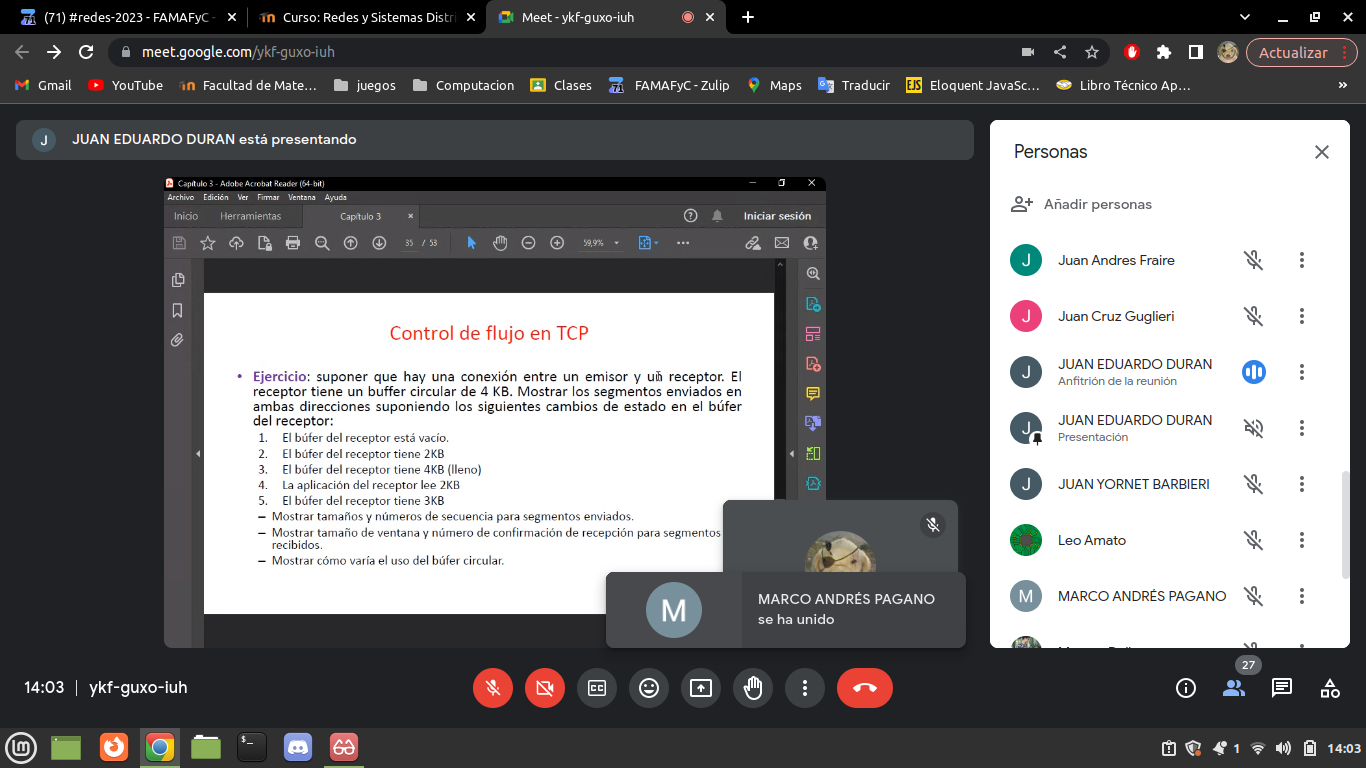 (71) #redes-2023 - FAMAFyC -
Curso: Redes y Sistemas Distri
Meet - ykf-guxo-iuh
meet.google.com/ykf-guxo-iuh
Actualizar
Gmail
YouTube
Facultad de Mate...
juegos
Computacion
Clases
FAMAFyC - Zulip
Maps
Traducir
EJS
Eloquent JavaSc...
Libro Técnico Ap...
»
J
JUAN EDUARDO DURAN está presentando
Capítulo 3 - Adobe Acrobat Reader (64-bit)
Archivo Edición Ver Firmar Ventana Ayuda
Inicio
Herramientas
Capítulo 3
Iniciar sesión
35 / 53
59,9%
Control de flujo en TCP
• Ejercicio: suponer que hay una conexión entre un emisor y un receptor. El
receptor tiene un buffer circular de 4 KB. Mostrar los segmentos enviados en
ambas direcciones suponiendo los siguientes cambios de estado en el búfer
del receptor:
1. El búfer del receptor está vacío.
2. El búfer del receptor tiene 2KB
3. El búfer del receptor tiene 4KB (lleno)
4. La aplicación del receptor lee 2KB
5. El búfer del receptor tiene 3KB
– Mostrar tamaños y números de secuencia para segmentos enviados.
– Mostrar tamaño de ventana y número de confirmación de recepción para segmentos
recibidos.
– Mostrar cómo varía el uso del búfer circular.
M
MARCO ANDRÉS PAGANO
se ha unido
Personas
Añadir personas
J
Juan Andres Fraire
J
Juan Cruz Guglieri
J
JUAN EDUARDO DURAN
Anfitrión de la reunión
J
JUAN EDUARDO DURAN
Presentación
J
JUAN YORNET BARBIERI
Leo Amato
M
MARCO ANDRÉS PAGANO
27
14:03 | ykf-guxo-iuh
1
14:03